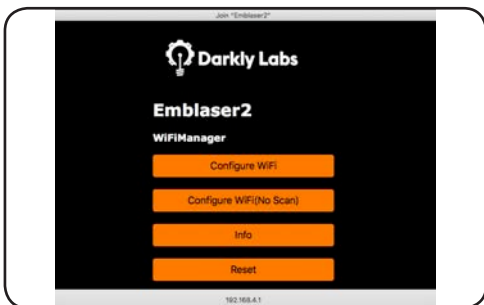 Join "Emblaser2"
Darkly Labs
Emblaser2
WiFiManager
Configure WiFi
Configure WiFi(No Scan)
Info
Reset
192.168.4.1